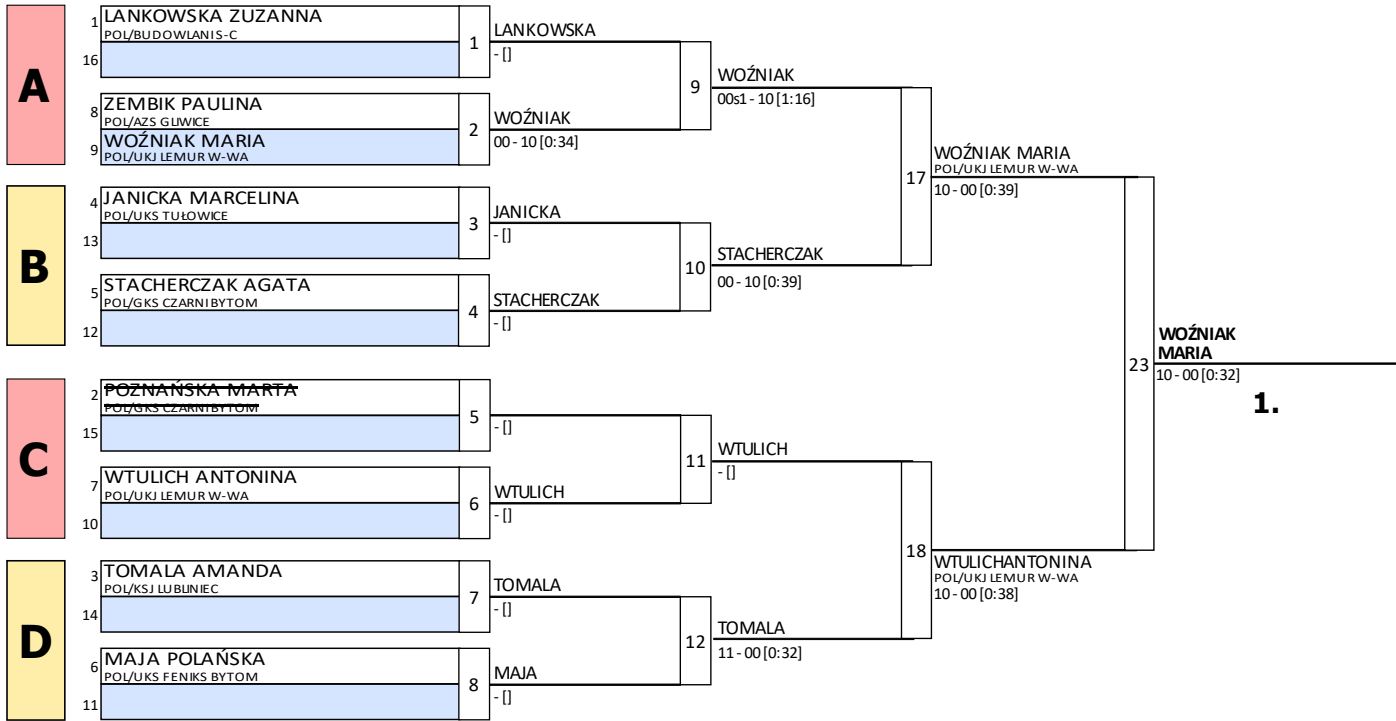 A
1 LANKOWSKA ZUZANNA
POL/BUDOWLANI S-C
16
1
LANKOWSKA
- []
8 ZEMBIK PAULINA
POL/AZS GLIWICE
9 WOŹNIAK MARIA
POL/UKJ LEMUR W-WA
2
WOŹNIAK
00 - 10 [0:34]
9
WOŹNIAK
00s1 - 10 [1:16]
B
4 JANICKA MARCELINA
POL/UKS TUŁOWICE
13
3
JANICKA
- []
5 STACHERCZAK AGATA
POL/GKS CZARNI BYTOM
12
4
STACHERCZAK
- []
10
STACHERCZAK
00 - 10 [0:39]
17
WOŹNIAK MARIA
POL/UKJ LEMUR W-WA
10 - 00 [0:39]
C
2 POZNAŃSKA MARTA
POL/GKS CZARNI BYTOM
15
5
- []
7 WTULICH ANTONINA
POL/UKJ LEMUR W-WA
10
6
WTULICH
- []
11
WTULICH
- []
D
3 TOMALA AMANDA
POL/KSJ LUBLINIEC
14
7
TOMALA
- []
6 MAJA POLAŃSKA
POL/UKS FENIKS BYTOM
11
8
MAJA
- []
12
TOMALA
11 - 00 [0:32]
18
WTULICHANTONINA
POL/UKJ LEMUR W-WA
10 - 00 [0:38]
23
WOŹNIAK
MARIA
10 - 00 [0:32]
1.